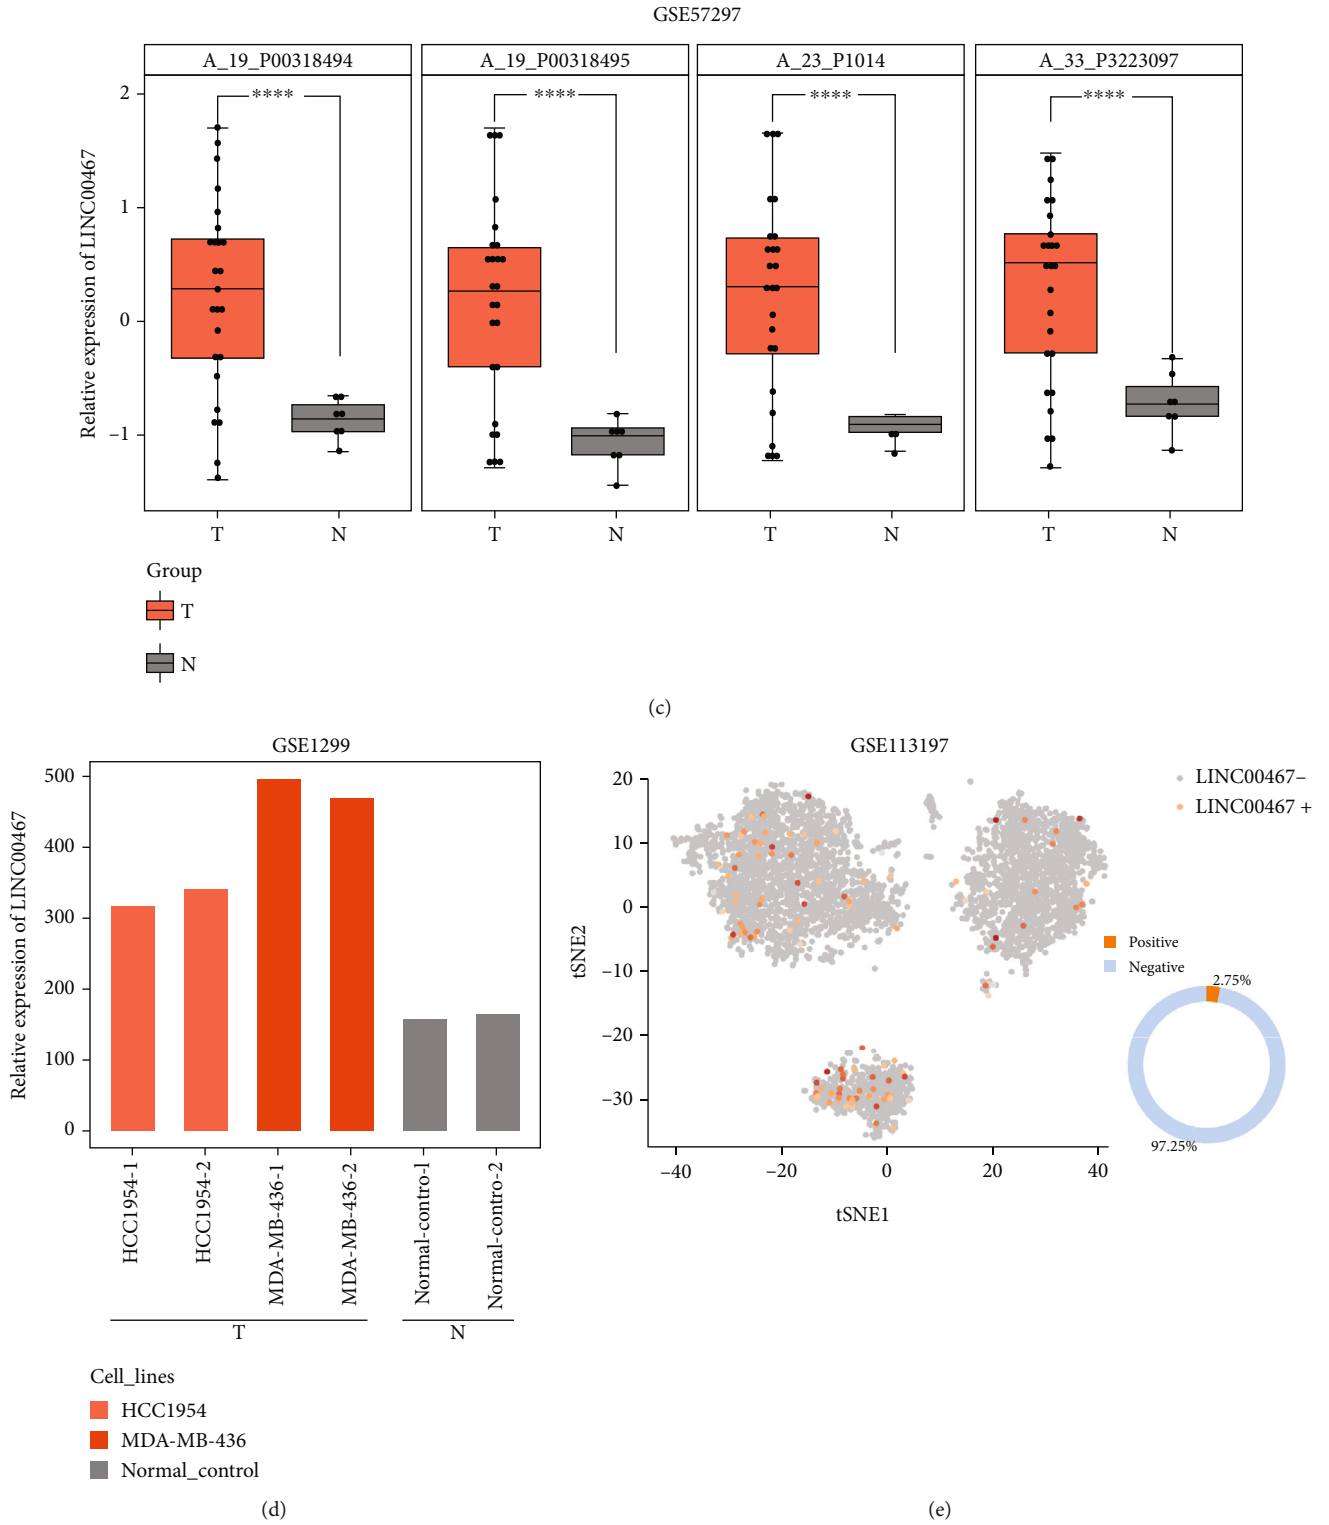 GSE57297
A_19_P00318494
A_19_P00318495
A_23_P1014
A_33_P3223097
Relative expression of LINC00467
2
1
0
–1
****
****
****
****
T
N
T
N
T
N
T
N
Group
T
N
(c)
GSE1299
Relative expression of LINC00467
500
400
300
200
100
0
HCC1954-1
HCC1954-2
MDA-MB-436-1
MDA-MB-436-2
Normal-contro-1
Normal-contro-2
T
N
Cell_lines
HCC1954
MDA-MB-436
Normal_control
(d)
GSE113197
LINC00467–
LINC00467 +
tSNE2
20
10
0
–10
–20
–30
–40
–20
0
20
40
tSNE1
Positive
Negative
2.75%
97.25%
(e)